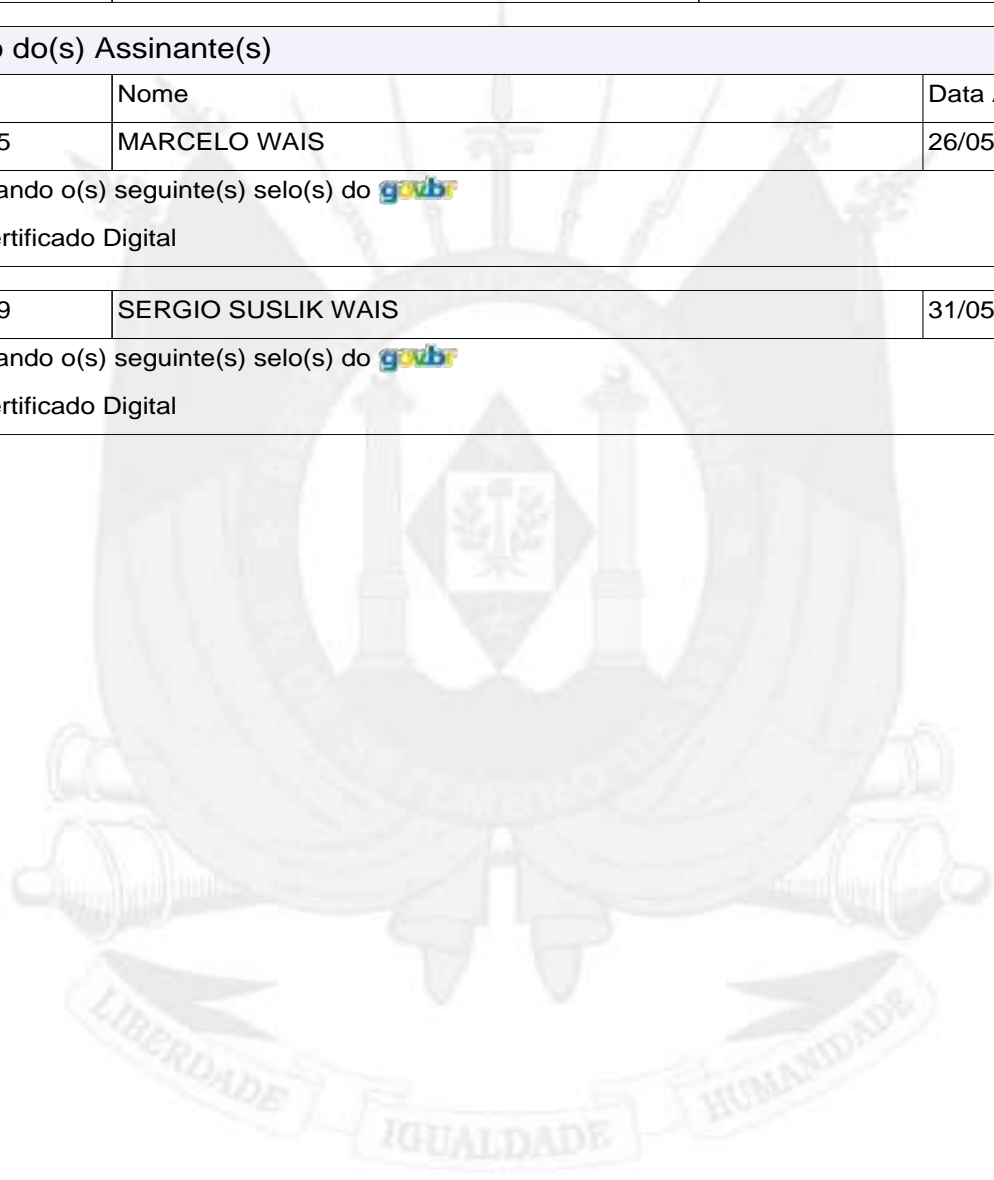 o do(s) Assinante(s)
Nome Data
5 MARCELO WAIS 26/05
ando o(s) seguinte(s) selo(s) do gov.br
ertificado Digital
9 SERGIO SUSLIK WAIS 31/05
ando o(s) seguinte(s) selo(s) do gov.br
ertificado Digital
LIBERDADE IGUALDADE HUMANIDADE